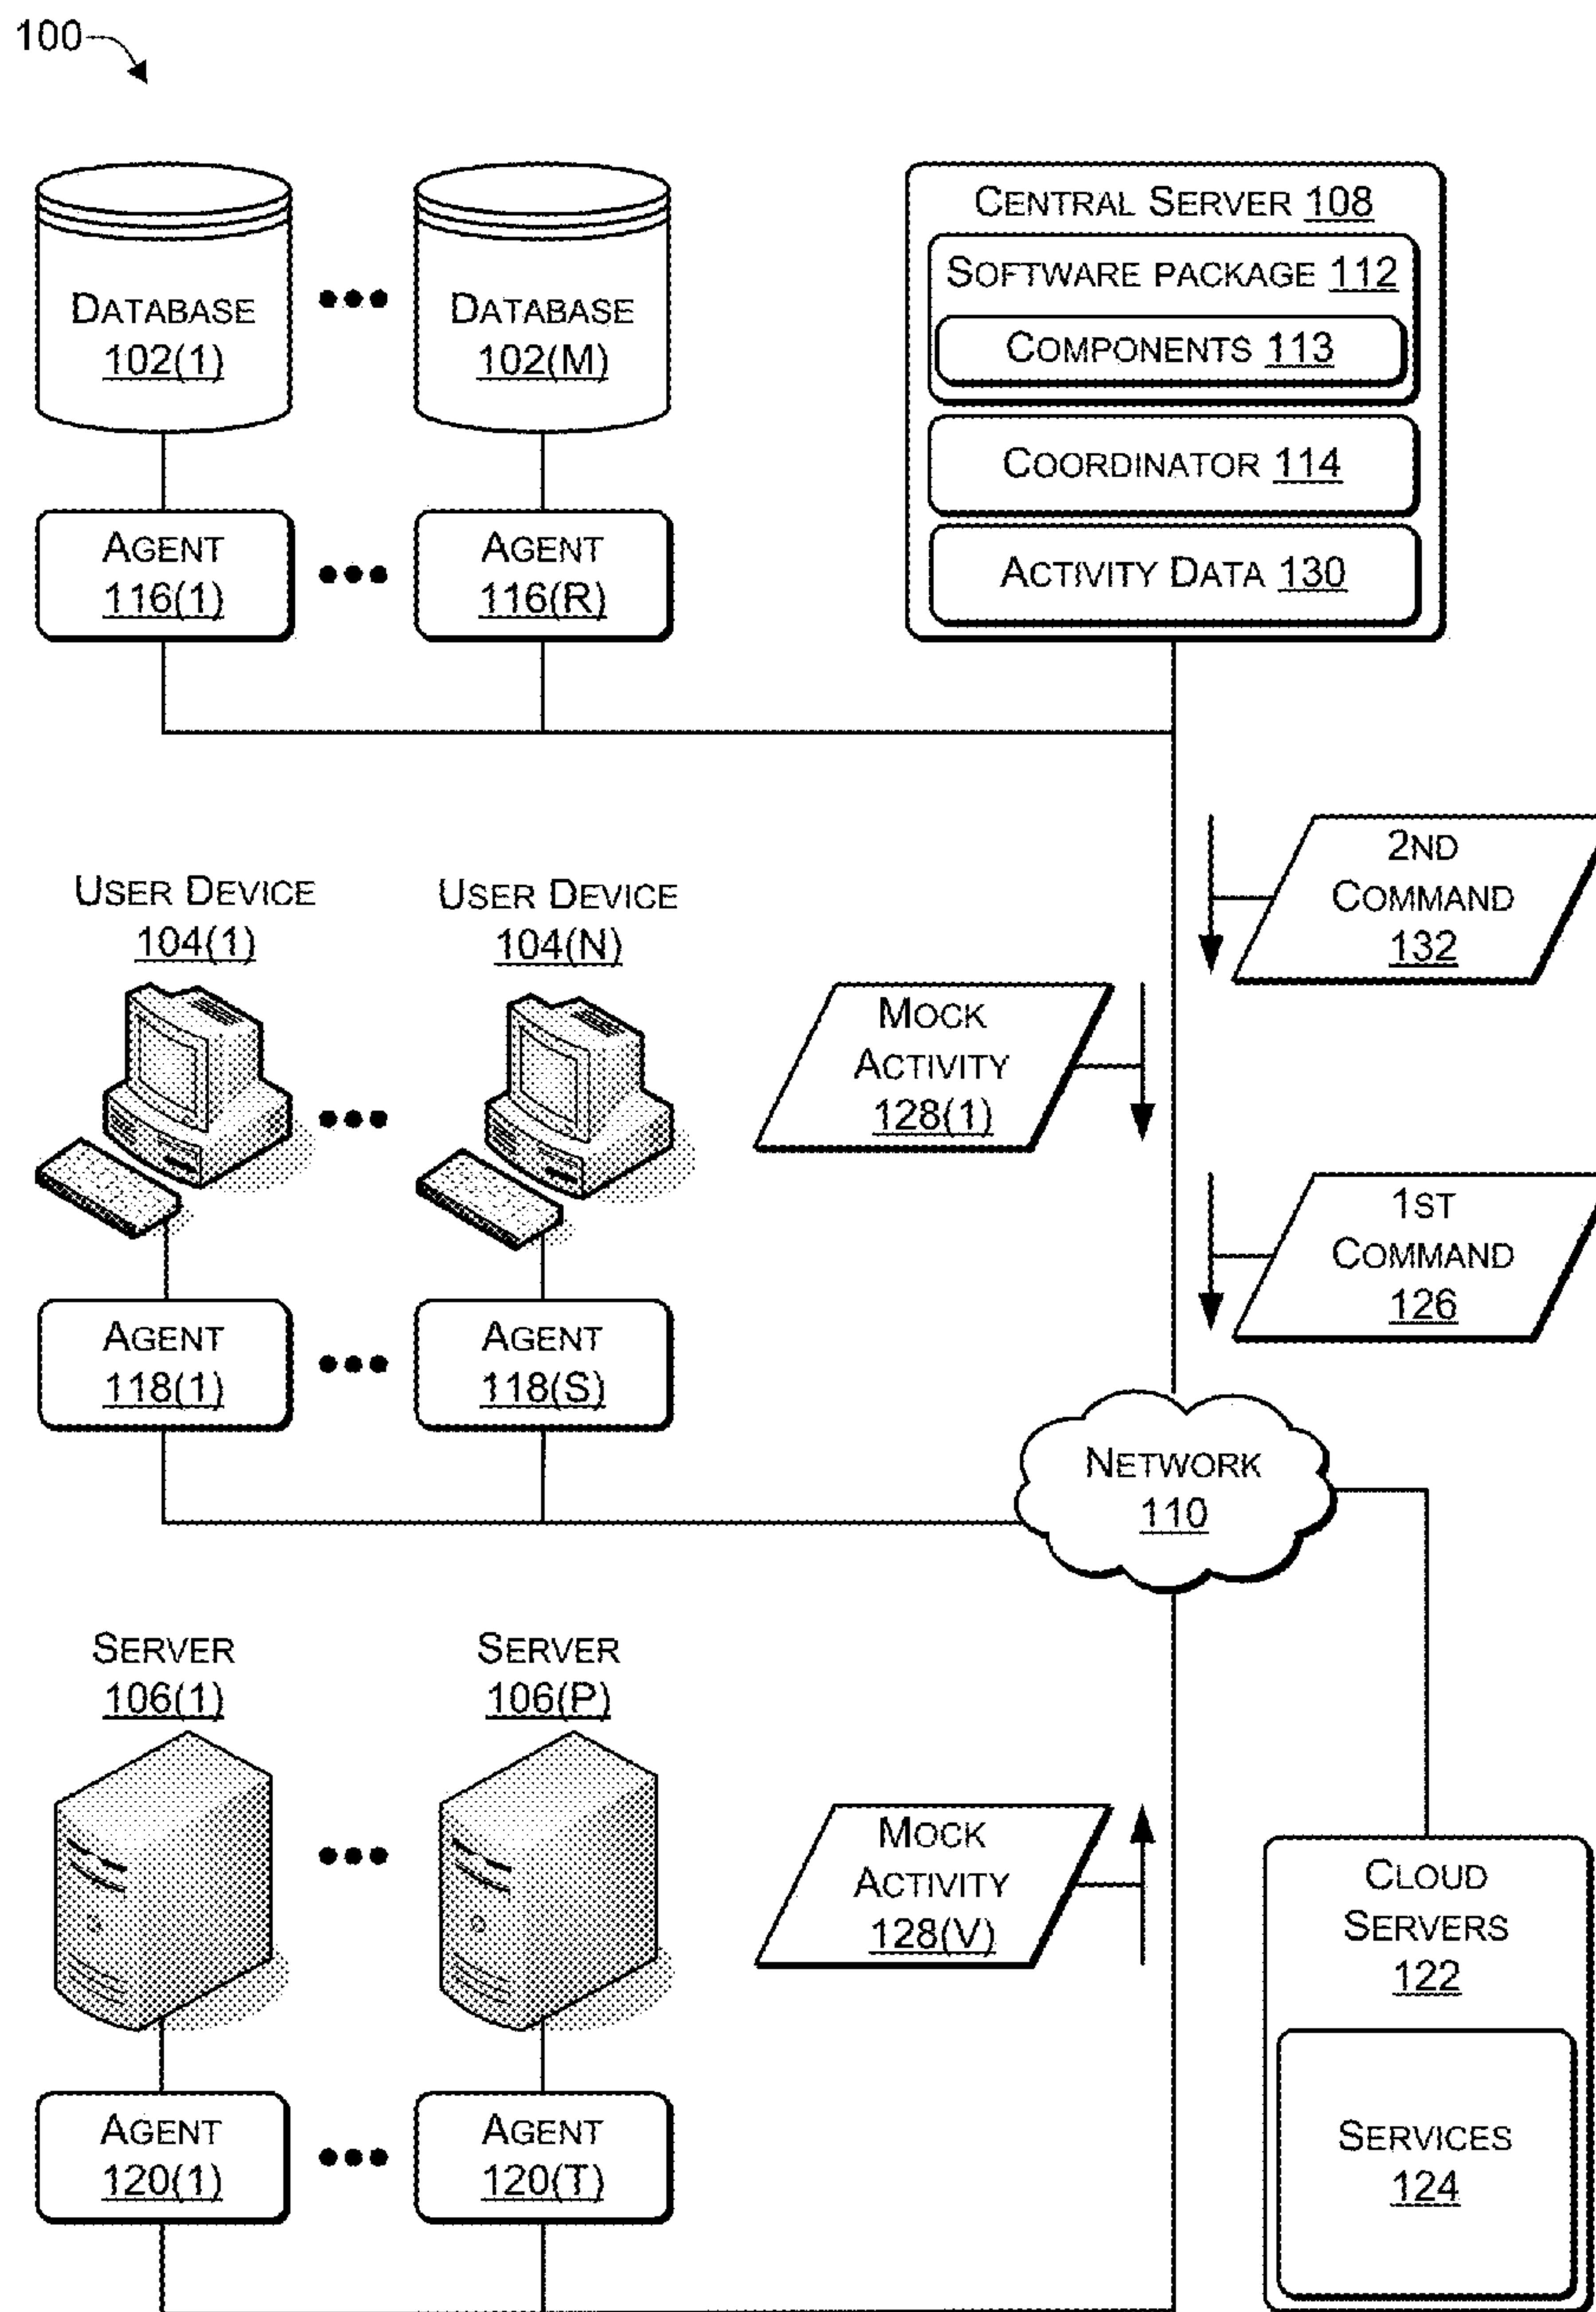 100
DATABASE
102(1)
DATABASE
102(M)
CENTRAL SERVER 108
SOFTWARE PACKAGE 112
COMPONENTS 113
COORDINATOR 114
ACTIVITY DATA 130
AGENT
116(1)
AGENT
116(R)
2ND
COMMAND
132
USER DEVICE
104(1)
USER DEVICE
104(N)
MOCK
ACTIVITY
128(1)
1ST
COMMAND
126
AGENT
118(1)
AGENT
118(S)
NETWORK
110
SERVER
106(1)
SERVER
106(P)
MOCK
ACTIVITY
128(V)
CLOUD
SERVERS
122
SERVICES
124
AGENT
120(1)
AGENT
120(T)